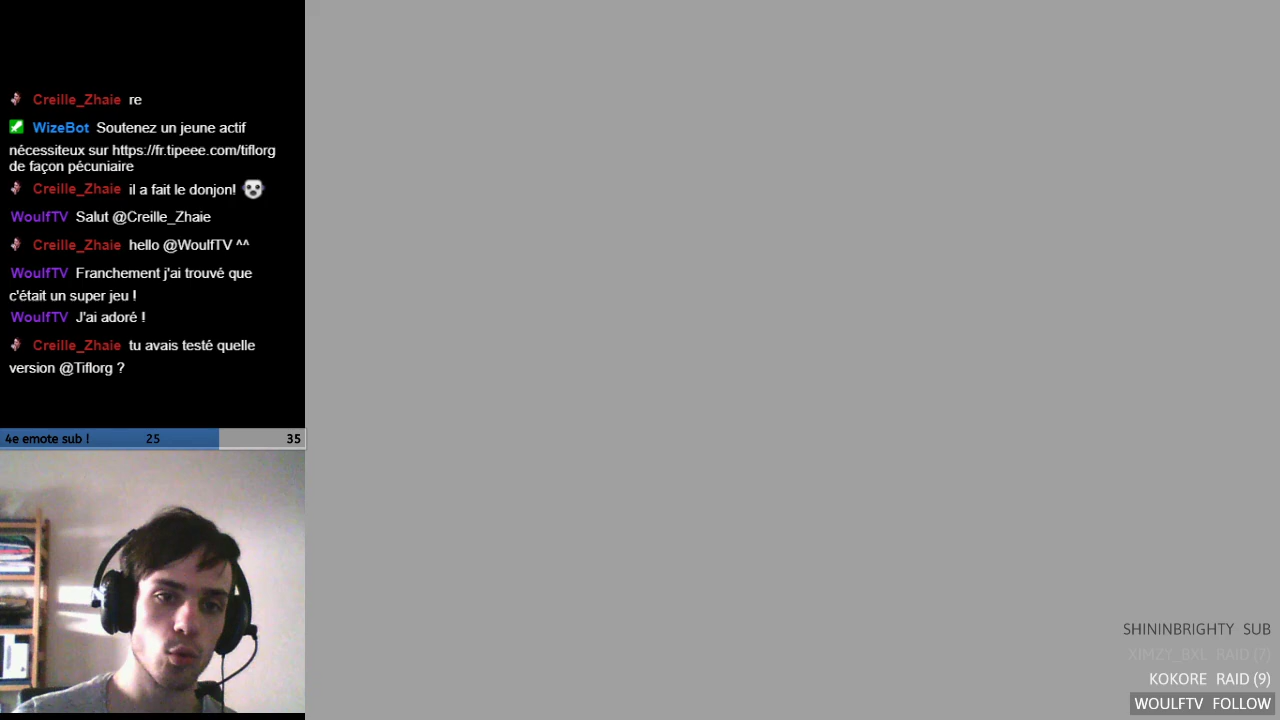 Creille_Zhaie re
WizeBot Soutenez un jeune actif
nécessiteux sur https://fr.tipeee.com/tiflorg
de façon pécuniaire
Creille_Zhaie il a fait le donjon!
WoulfTV Salut @Creille_Zhaie
Creille_Zhaie hello @WoulfTV ^^
WoulfTV Franchement j'ai trouvé que
c'était un super jeu !
WoulfTV J'ai adoré !
Creille_Zhaie tu avais testé quelle
version @Tiflorg ?
4e emote sub ! 25 35
SHININBRIGHTY SUB
XIMZY_BXL RAID (7)
KOKORE RAID (9)
WOULFTV FOLLOW